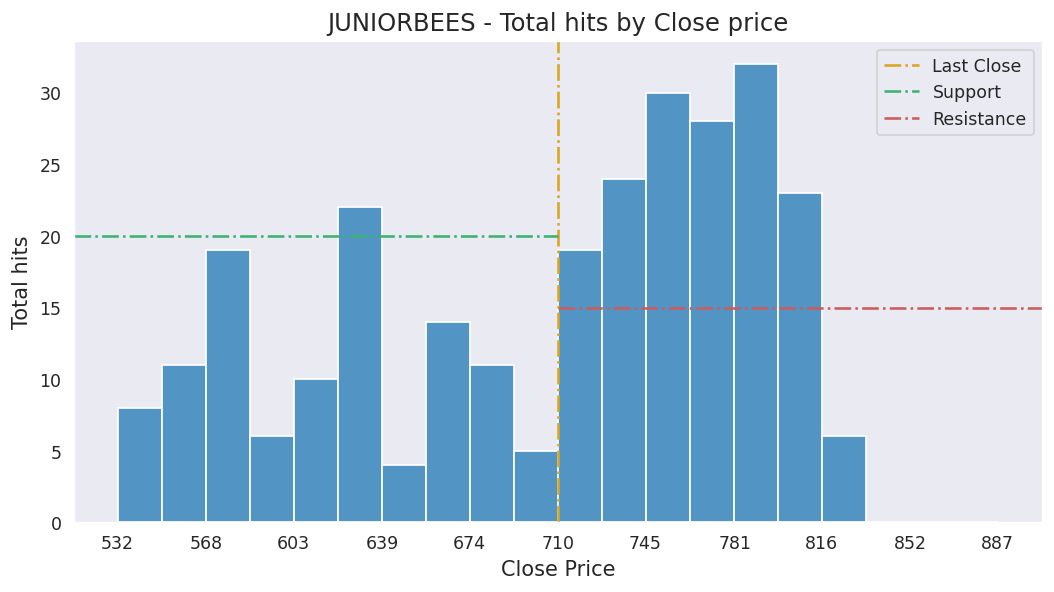 JUNIORBEES - Total hits by Close price
Last Close
Support
Resistance
Total hits
30
25
20
15
10
5
0
532 568 603 639 674 710 745 781 816 852 887
Close Price